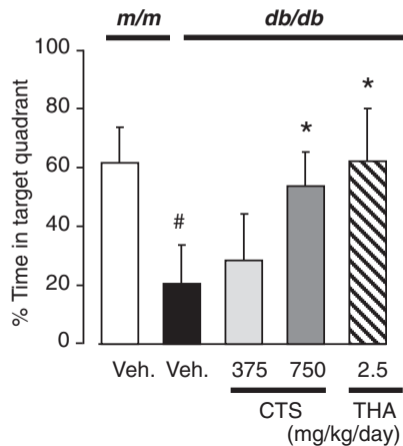 m/m db/db
% Time in target quadrant
100
80
60
40
20
0
#
*
*
Veh. Veh. 375 750 2.5
CTS THA
(mg/kg/day)